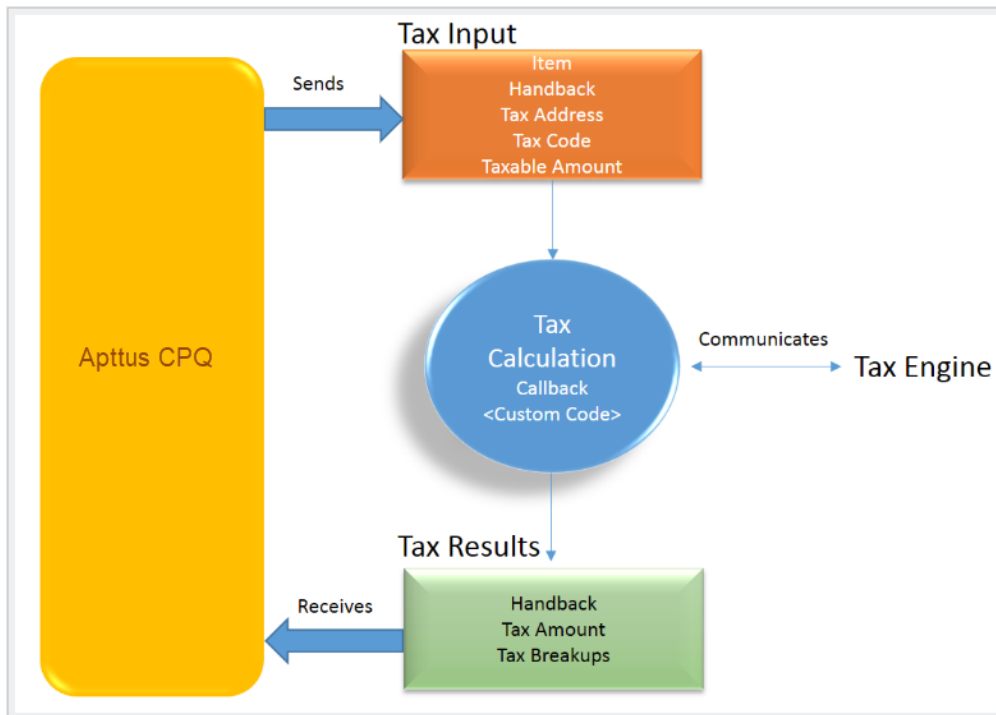 Tax Input
Sends
Item
Handback
Tax Address
Tax Code
Taxable Amount
Apttus CPQ
Tax
Calculation
Callback
<Custom Code>
Communicates
Tax Engine
Tax Results
Receives
Handback
Tax Amount
Tax Breakups